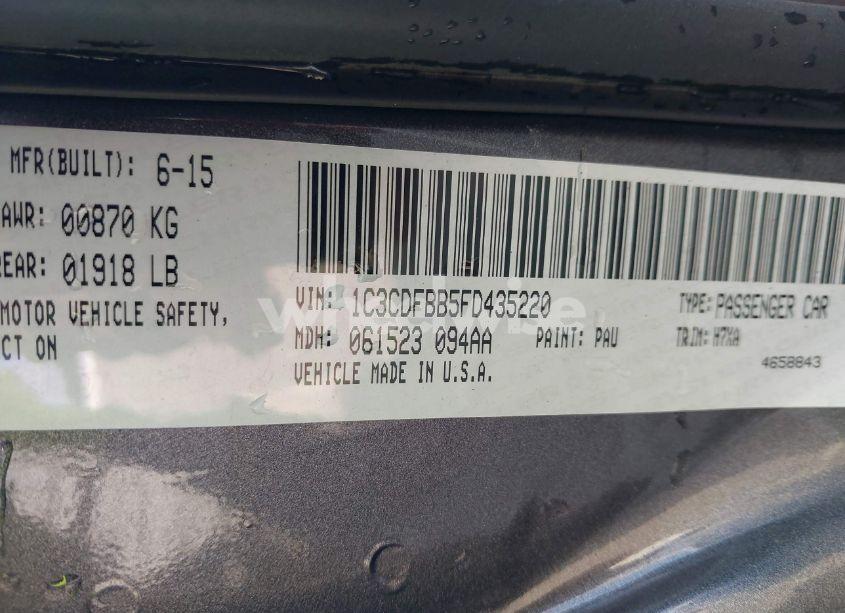 MFR(BUILT): 6-15
AWR: 00870 KG
REAR: 01918 LB
MOTOR VEHICLE SAFETY,
CT ON
VIN: 1C3CDFBB5FD435220 TYPE: PASSENGER CAR
MDH: 061523 094AA PAINT: PAU TRIM: H7XA
VEHICLE MADE IN U.S.A. 4658843